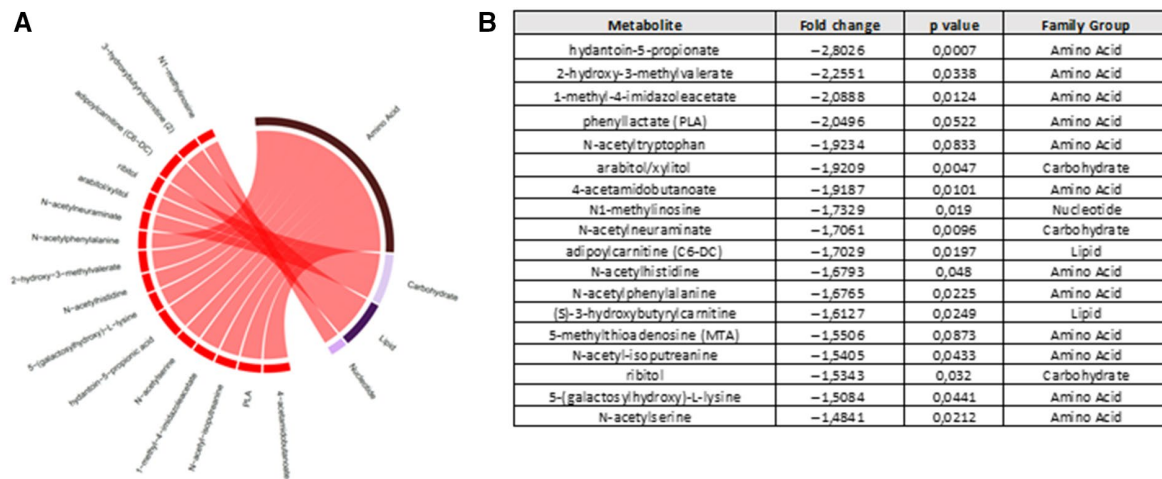 A
3-hydroxybutyrylcarnitine (2)
N1-methylinosine
adipoylcarnitine (C6-DC)
ribitol
arabitol/xylitol
N-acetylneuraminate
N-acetylphenylalanine
2-hydroxy-3-methylvalerate
N-acetylhistidine
5-(galactosylhydroxy)-L-lysine
hydantoin-5-propionic acid
N-acetylserine
1-methyl-4-imidazoleacetate
N-acetyl-isoputreanine
PLA
4-acetamidobutanoate
Amino Acid
Carbohydrate
Lipid
Nucleotide
B
Metabolite Fold change p value Family Group
hydantoin-5-propionate −2,8026 0,0007 Amino Acid
2-hydroxy-3-methylvalerate −2,2551 0,0338 Amino Acid
1-methyl-4-imidazoleacetate −2,0888 0,0124 Amino Acid
phenyllactate (PLA) −2,0496 0,0522 Amino Acid
N-acetyltryptophan −1,9234 0,0833 Amino Acid
arabitol/xylitol −1,9209 0,0047 Carbohydrate
4-acetamidobutanoate −1,9187 0,0101 Amino Acid
N1-methylinosine −1,7329 0,019 Nucleotide
N-acetylneuraminate −1,7061 0,0096 Carbohydrate
adipoylcarnitine (C6-DC) −1,7029 0,0197 Lipid
N-acetylhistidine −1,6793 0,048 Amino Acid
N-acetylphenylalanine −1,6765 0,0225 Amino Acid
(S)-3-hydroxybutyrylcarnitine −1,6127 0,0249 Lipid
5-methylthioadenosine (MTA) −1,5506 0,0873 Amino Acid
N-acetyl-isoputreanine −1,5405 0,0433 Amino Acid
ribitol −1,5343 0,032 Carbohydrate
5-(galactosylhydroxy)-L-lysine −1,5084 0,0441 Amino Acid
N-acetylserine −1,4841 0,0212 Amino Acid